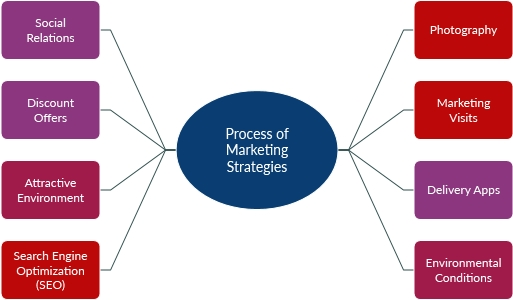 Social
Relations
Discount
Offers
Attractive
Environment
Search Engine
Optimization
(SEO)
Process of
Marketing
Strategies
Photography
Marketing
Visits
Delivery Apps
Environmental
Conditions